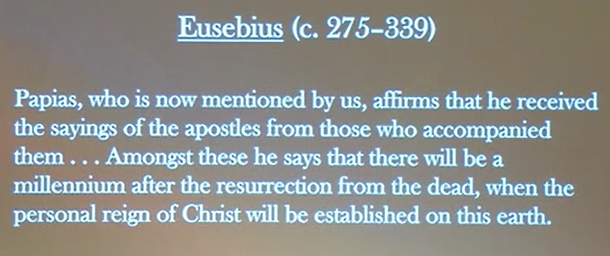 Eusebius (c. 275–339)
Papias, who is now mentioned by us, affirms that he received
the sayings of the apostles from those who accompanied
them . . . Amongst these he says that there will be a
millennium after the resurrection from the dead, when the
personal reign of Christ will be established on this earth.